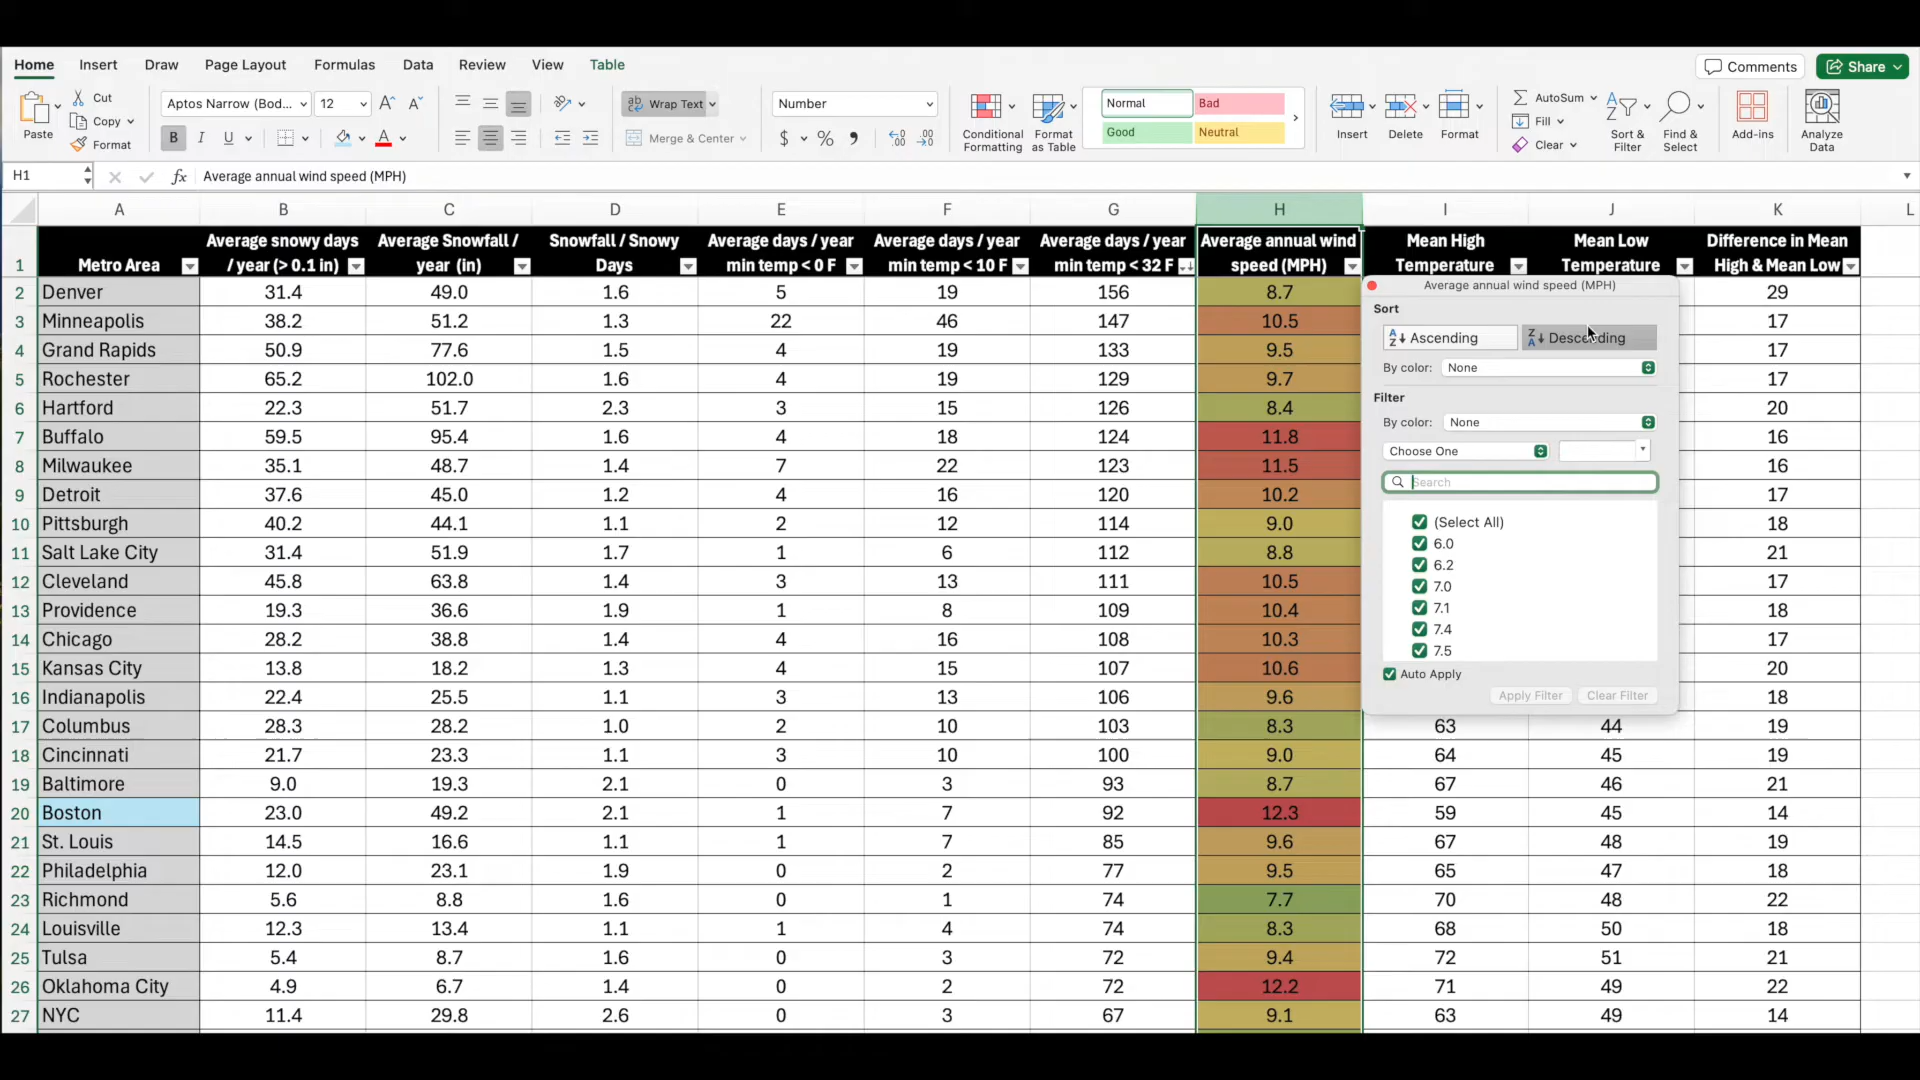 Home Insert Draw Page Layout Formulas Data Review View Table Comments Share
Paste Cut Copy Format
Aptos Narrow (Bod... 12 A^ A˅
B I U A
Wrap Text
Merge & Center
Number
$ % 9
Conditional Formatting
Format as Table
Normal Bad
Good Neutral
Insert Delete Format
AutoSum
Fill
Clear
Sort & Filter
Find & Select
Add-ins
Analyze Data
H1 fx Average annual wind speed (MPH)
A B C D E F G H I J K L
1 Metro Area Average snowy days / year (> 0.1 in) Average Snowfall / year (in) Snowfall / Snowy Days Average days / year min temp < 0 F Average days / year min temp < 10 F Average days / year min temp < 32 F Average annual wind speed (MPH) Mean High Temperature Mean Low Temperature Difference in Mean High & Mean Low
2 Denver 31.4 49.0 1.6 5 19 156 8.7 29
3 Minneapolis 38.2 51.2 1.3 22 46 147 10.5 17
4 Grand Rapids 50.9 77.6 1.5 4 19 133 9.5 17
5 Rochester 65.2 102.0 1.6 4 19 129 9.7 17
6 Hartford 22.3 51.7 2.3 3 15 126 8.4 20
7 Buffalo 59.5 95.4 1.6 4 18 124 11.8 16
8 Milwaukee 35.1 48.7 1.4 7 22 123 11.5 16
9 Detroit 37.6 45.0 1.2 4 16 120 10.2 17
10 Pittsburgh 40.2 44.1 1.1 2 12 114 9.0 18
11 Salt Lake City 31.4 51.9 1.7 1 6 112 8.8 21
12 Cleveland 45.8 63.8 1.4 3 13 111 10.5 17
13 Providence 19.3 36.6 1.9 1 8 109 10.4 18
14 Chicago 28.2 38.8 1.4 4 16 108 10.3 17
15 Kansas City 13.8 18.2 1.3 4 15 107 10.6 20
16 Indianapolis 22.4 25.5 1.1 3 13 106 9.6 18
17 Columbus 28.3 28.2 1.0 2 10 103 8.3 63 44 19
18 Cincinnati 21.7 23.3 1.1 3 10 100 9.0 64 45 19
19 Baltimore 9.0 19.3 2.1 0 3 93 8.7 67 46 21
20 Boston 23.0 49.2 2.1 1 7 92 12.3 59 45 14
21 St. Louis 14.5 16.6 1.1 1 7 85 9.6 67 48 19
22 Philadelphia 12.0 23.1 1.9 0 2 77 9.5 65 47 18
23 Richmond 5.6 8.8 1.6 0 1 74 7.7 70 48 22
24 Louisville 12.3 13.4 1.1 1 4 74 8.3 68 50 18
25 Tulsa 5.4 8.7 1.6 0 3 72 9.4 72 51 21
26 Oklahoma City 4.9 6.7 1.4 0 2 72 12.2 71 49 22
27 NYC 11.4 29.8 2.6 0 3 67 9.1 63 49 14
Average annual wind speed (MPH)
Sort
Ascending Descending
By color: None
Filter
By color: None
Choose One
Search
(Select All)
6.0
6.2
7.0
7.1
7.4
7.5
Auto Apply
Apply Filter Clear Filter